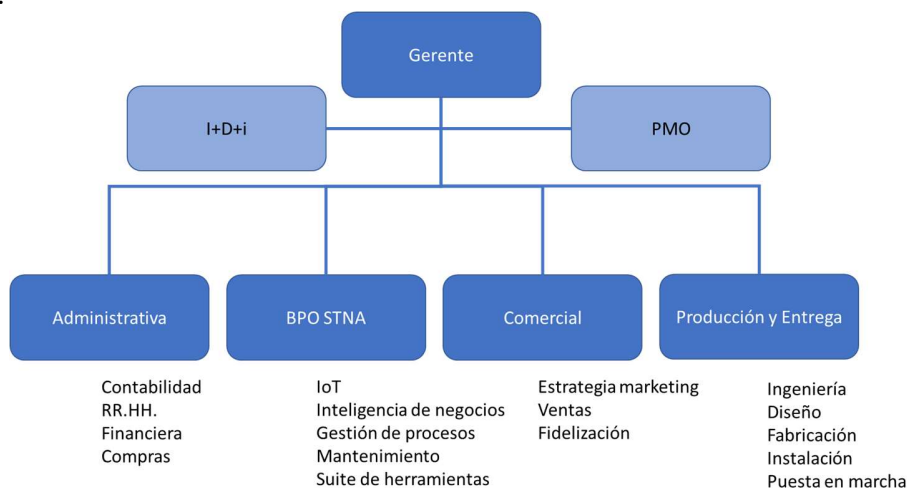 Gerente
I+D+i
PMO
Administrativa
BPO STNA
Comercial
Producción y Entrega
Contabilidad
RR.HH.
Financiera
Compras
IoT
Inteligencia de negocios
Gestión de procesos
Mantenimiento
Suite de herramientas
Estrategia marketing
Ventas
Fidelización
Ingeniería
Diseño
Fabricación
Instalación
Puesta en marcha